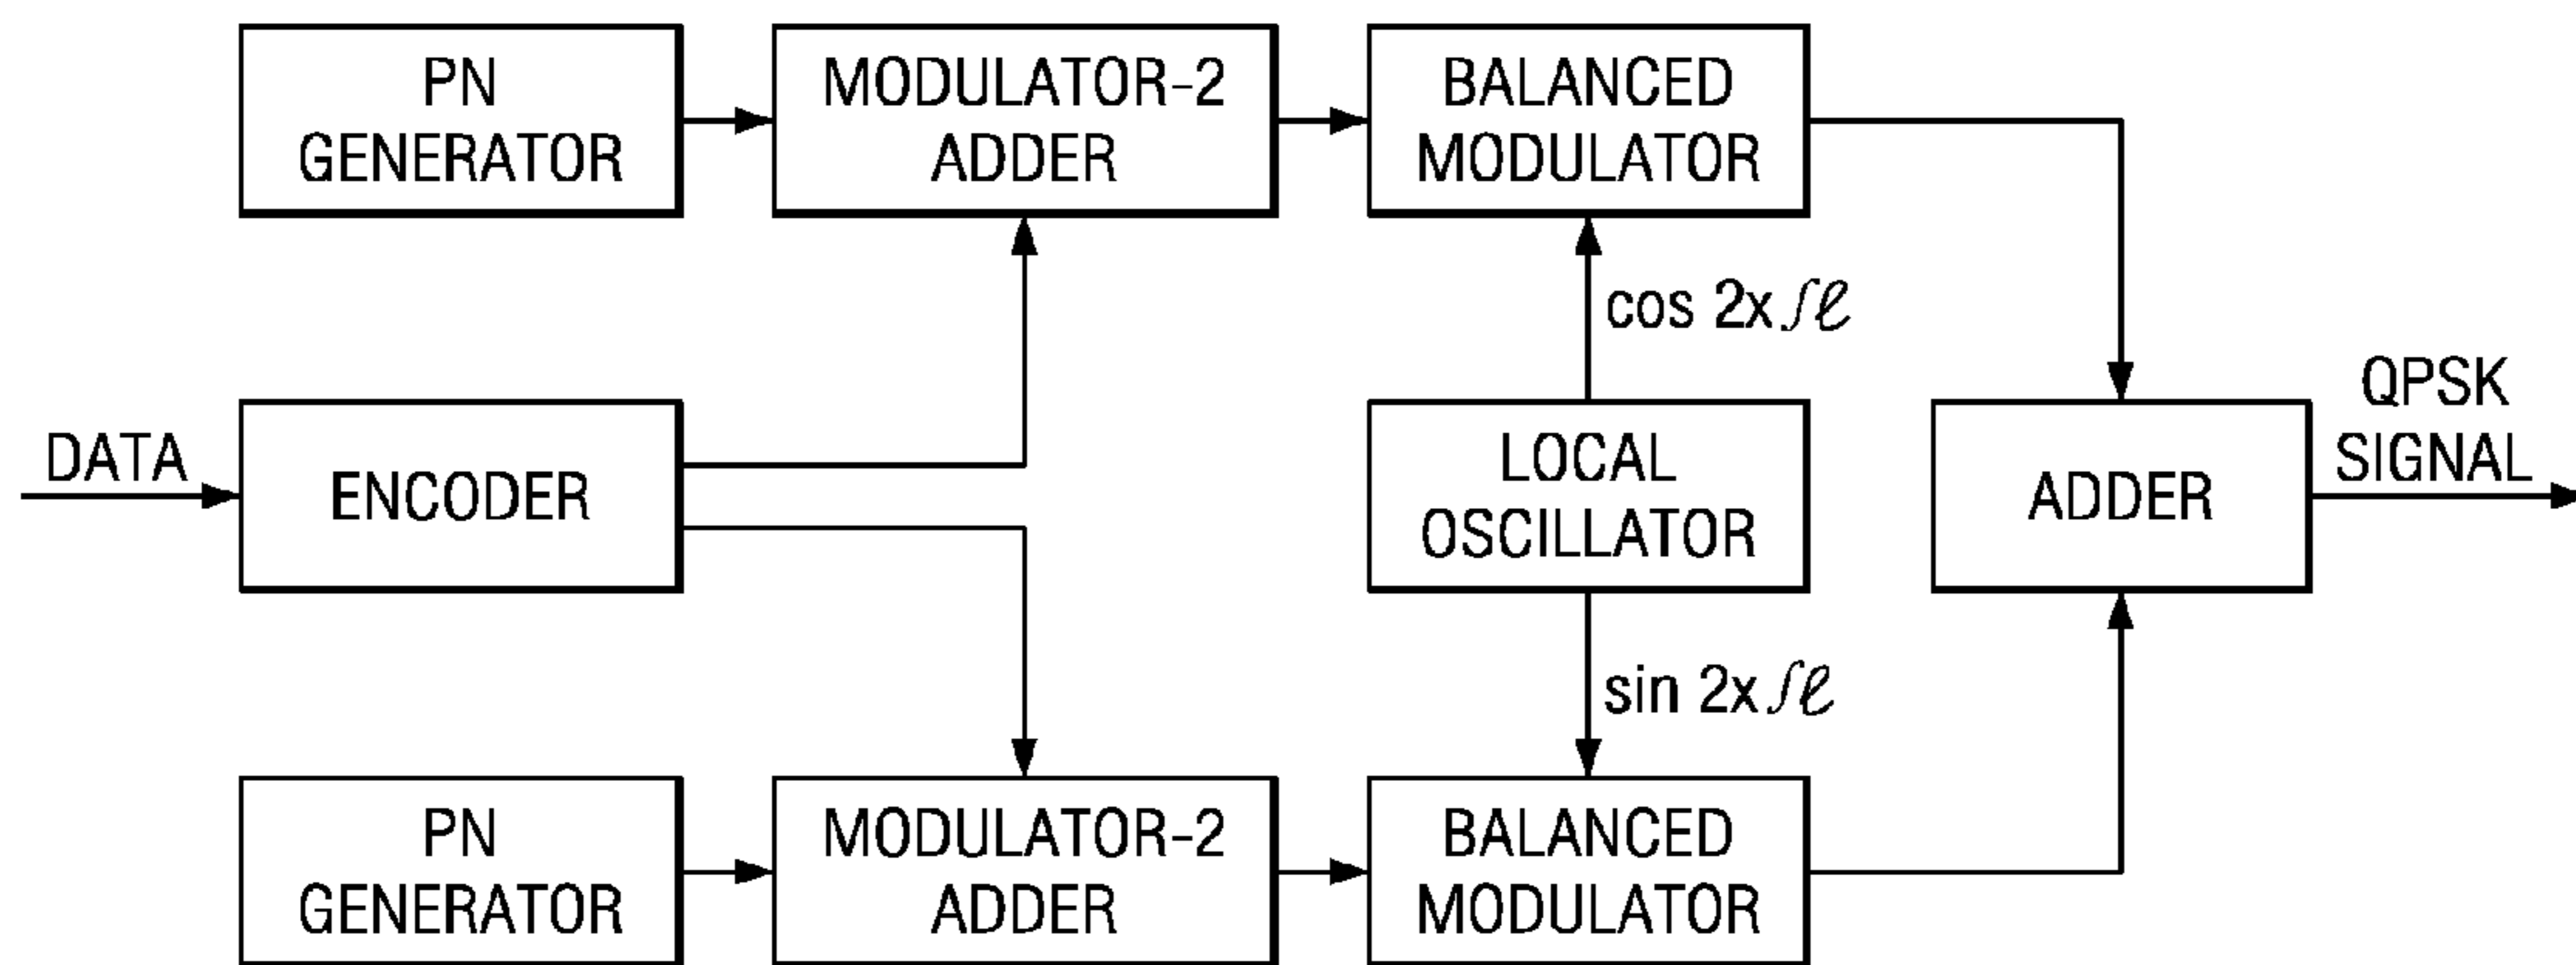 PN
GENERATOR
MODULATOR-2
ADDER
BALANCED
MODULATOR
cos 2x ∫ℓ
DATA
ENCODER
LOCAL
OSCILLATOR
ADDER
QPSK
SIGNAL
sin 2x ∫ℓ
PN
GENERATOR
MODULATOR-2
ADDER
BALANCED
MODULATOR